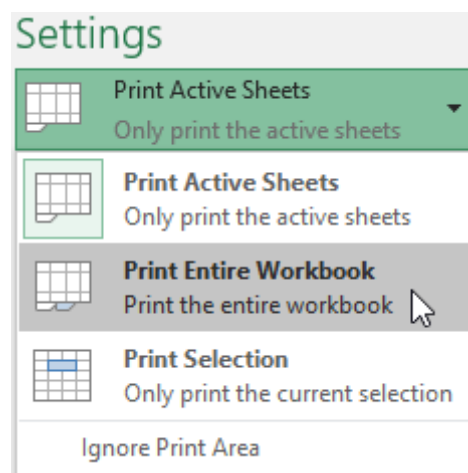 Settings
Print Active Sheets
Only print the active sheets
Print Active Sheets
Only print the active sheets
Print Entire Workbook
Print the entire workbook
Print Selection
Only print the current selection
Ignore Print Area